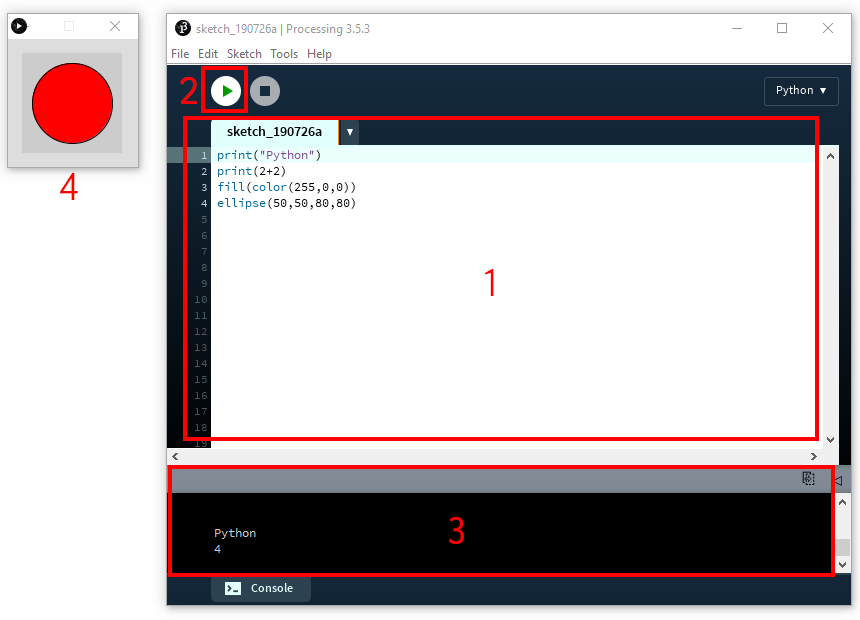 sketch_190726a | Processing 3.5.3
File Edit Sketch Tools Help
2
Python ▼
4
sketch_190726a ▼
1 print("Python")
2 print(2+2)
3 fill(color(255,0,0))
4 ellipse(50,50,80,80)
5
6
7
8
9
1
10
11
12
13
14
15
16
17
18
19
3
Python
4
Console